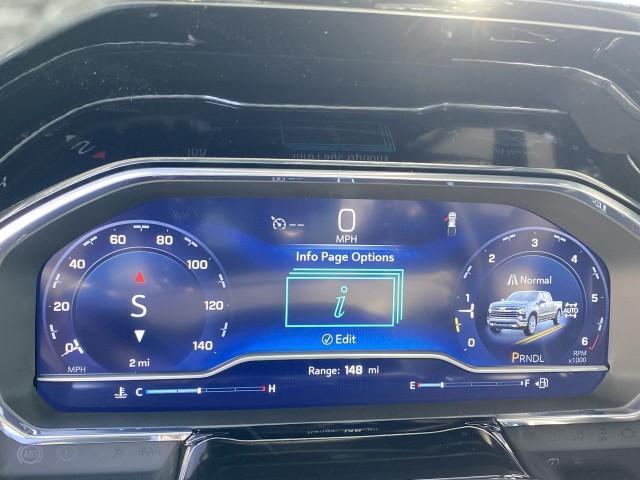 0
MPH
--
Info Page Options
i
Edit
Range: 148 mi
0 20 40 60 80 100 120 140
S
2 mi
MPH
C H
0 1 2 3 4 5 6
Normal
AUTO
PRNDL
RPM
x1000
E F
ABS